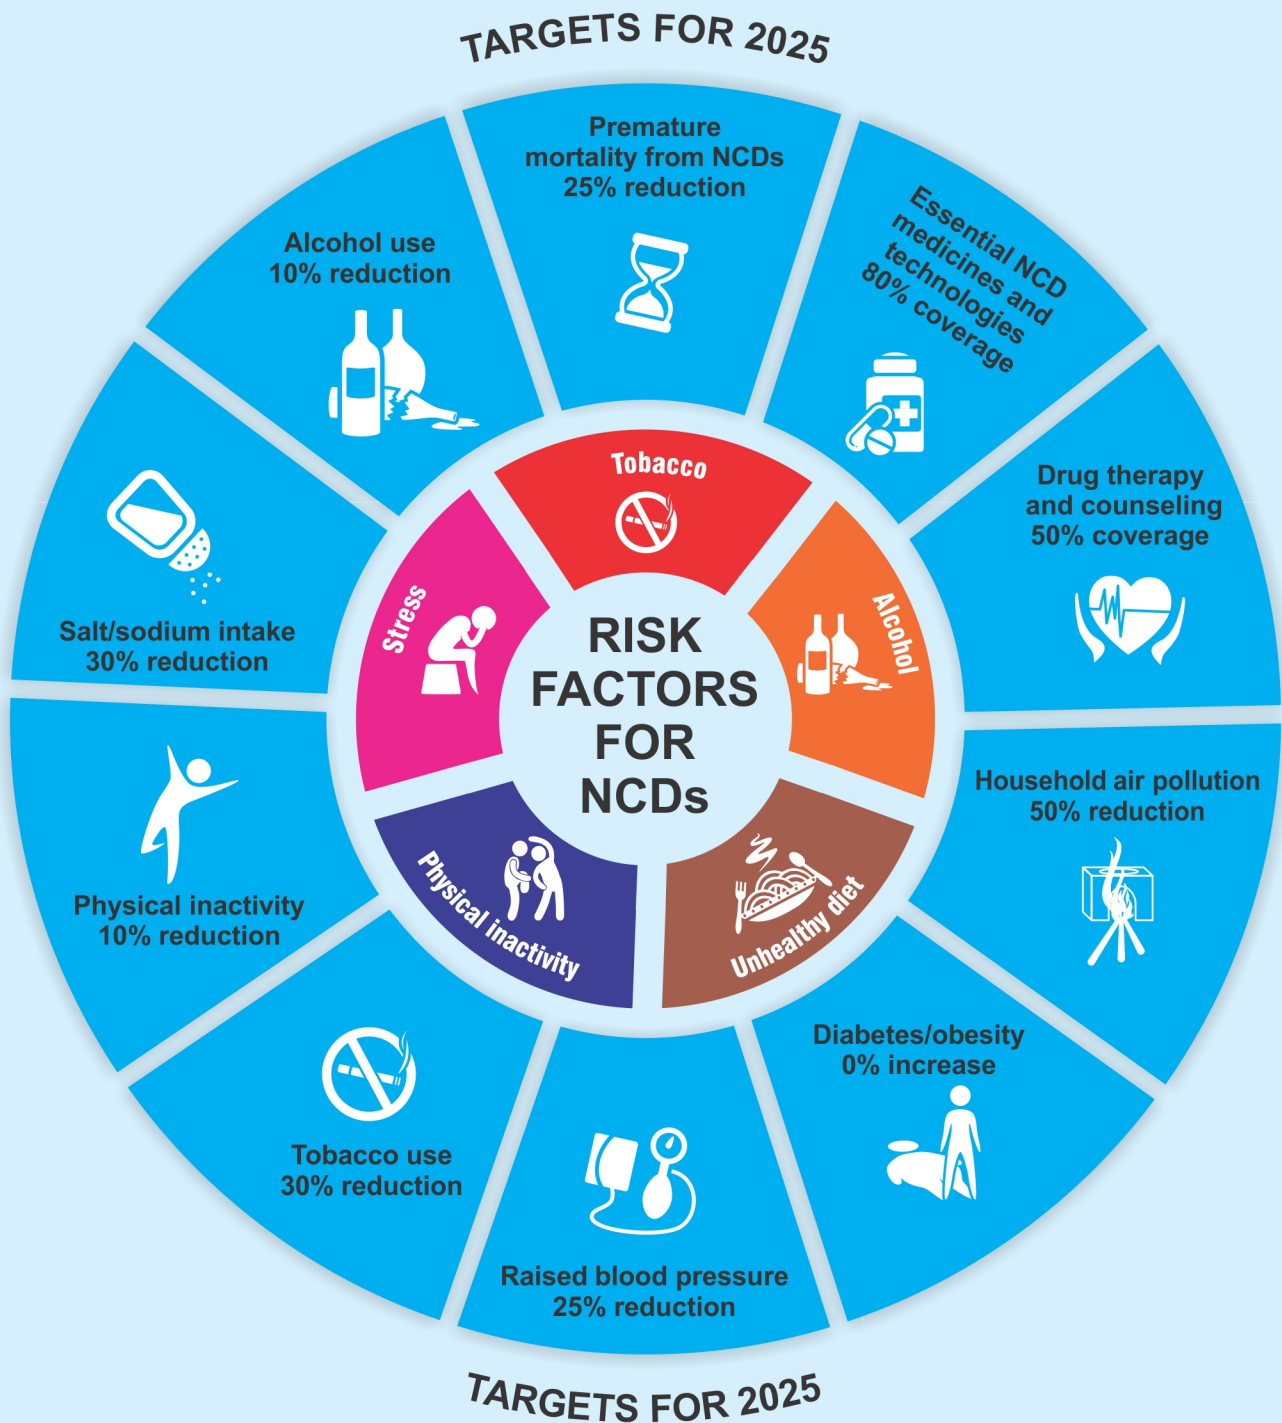 TARGETS FOR 2025
Premature
mortality from NCDs
25% reduction
Essential NCD
medicines and
technologies
80% coverage
Drug therapy
and counseling
50% coverage
Household air pollution
50% reduction
Diabetes/obesity
0% increase
Raised blood pressure
25% reduction
Tobacco use
30% reduction
Physical inactivity
10% reduction
Salt/sodium intake
30% reduction
Alcohol use
10% reduction
Tobacco
Alcohol
Unhealthy diet
Physical inactivity
Stress
RISK
FACTORS
FOR
NCDs
TARGETS FOR 2025